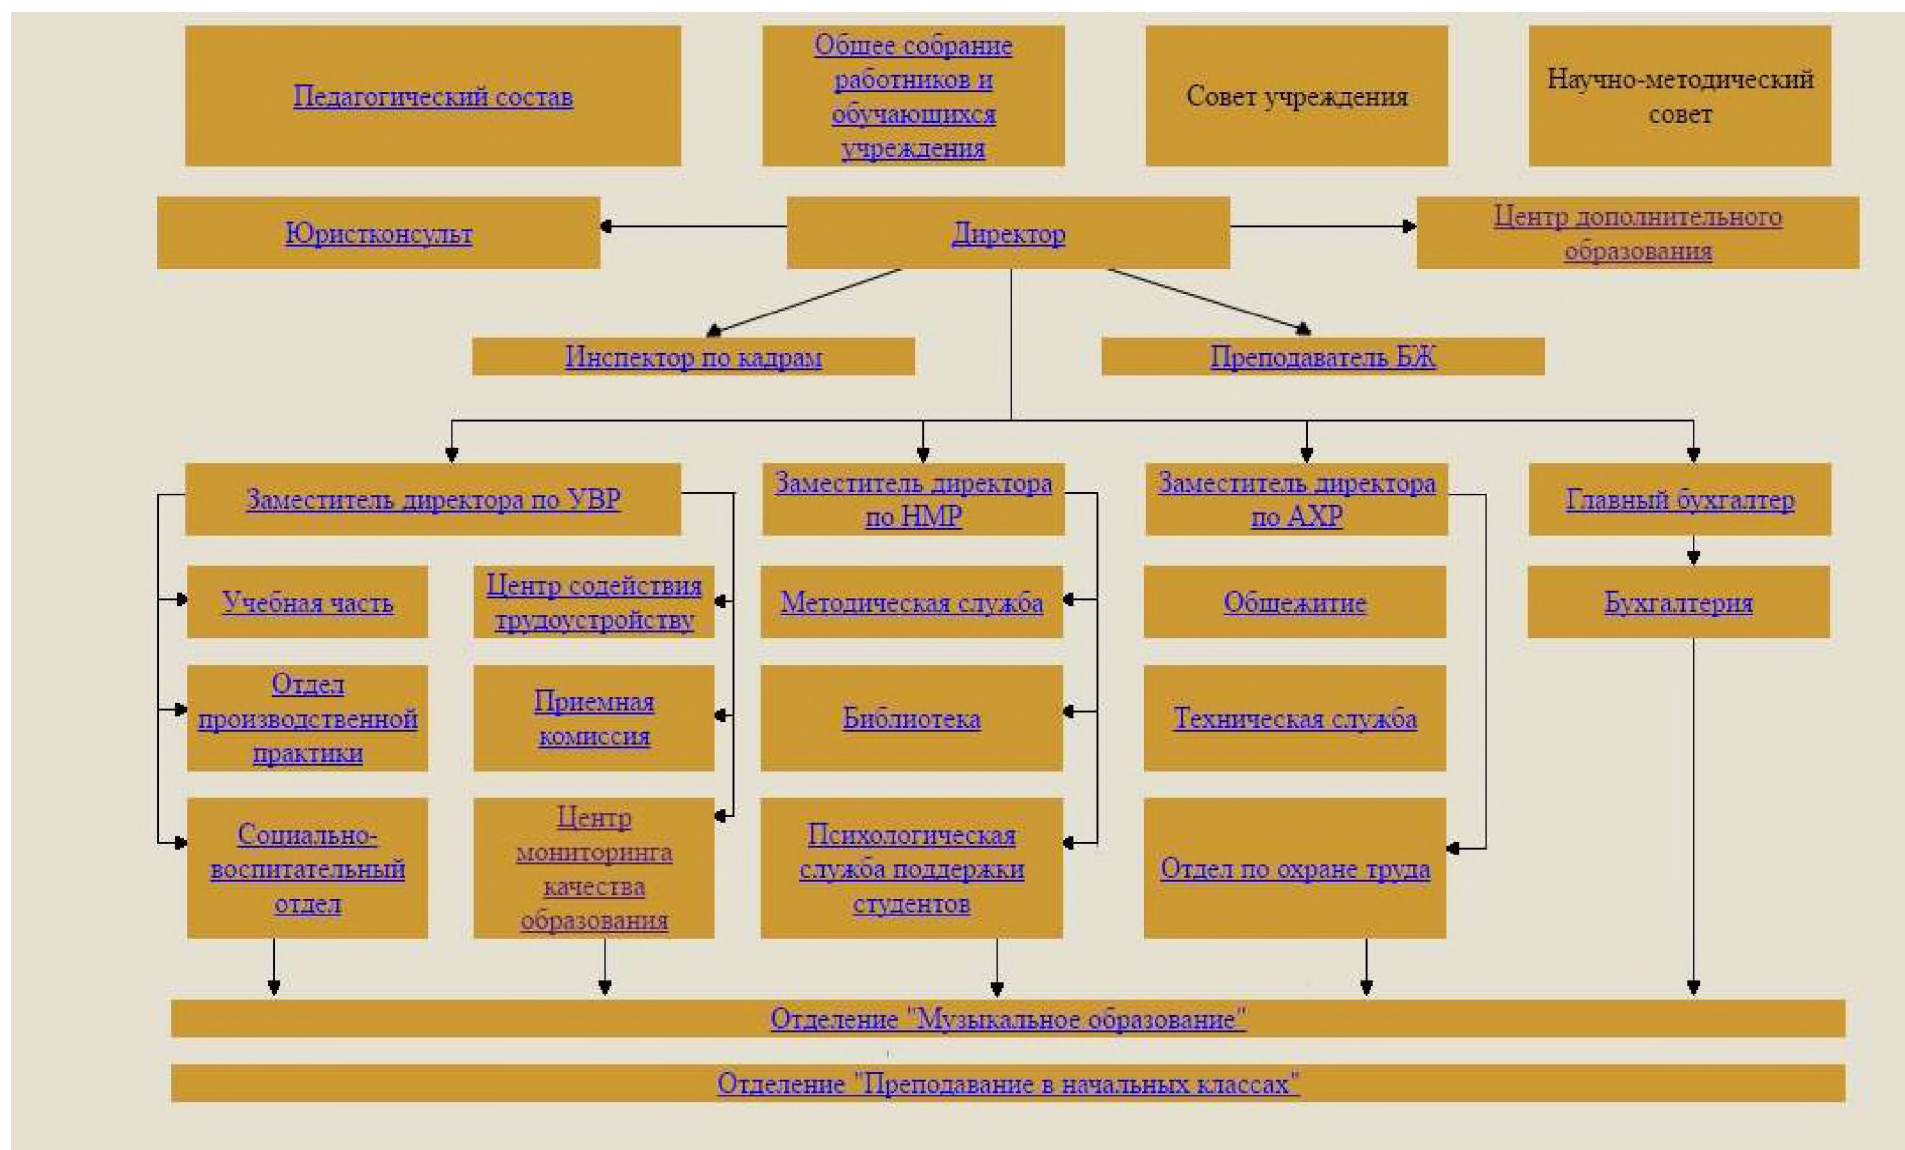 Педагогический состав
Общее собрание
работников и
обучающихся
учреждения
Совет учреждения
Научно-методический
совет
Юристконсульт
Директор
Центр дополнительного
образования
Инспектор по кадрам
Преподаватель БЖ
Заместитель директора по УВР
Заместитель директора
по НМР
Заместитель директора
по АХР
Главный бухгалтер
Учебная часть
Центр содействия
трудоустройству
Методическая служба
Общежитие
Бухгалтерия
Отдел
производственной
практики
Приемная
комиссия
Библиотека
Техническая служба
Социально-
воспитательный
отдел
Центр
мониторинга
качества
образования
Психологическая
служба поддержки
студентов
Отдел по охране труда
Отделение "Музыкальное образование"
Отделение "Преподавание в начальных классах"